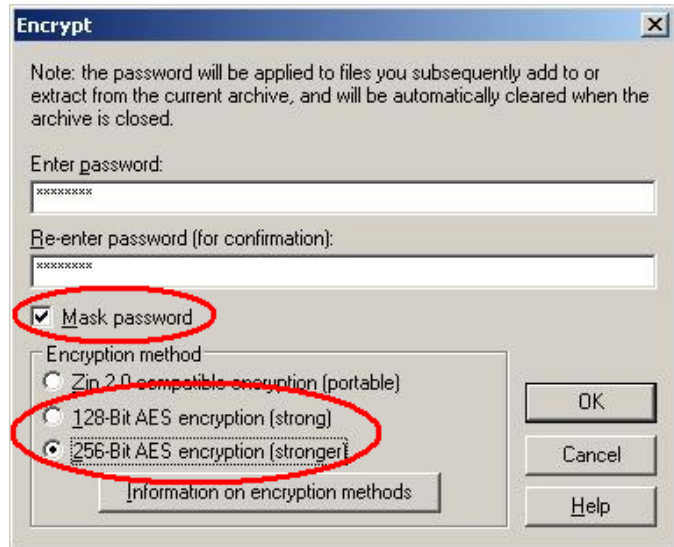 Encrypt
Note: the password will be applied to files you subsequently add to or
extract from the current archive, and will be automatically cleared when the
archive is closed.
Enter password:
xxxxxxxx
Re-enter password (for confirmation):
xxxxxxxx
Mask password
Encryption method
Zip 2.0 compatible encryption (portable)
128-Bit AES encryption (strong)
256-Bit AES encryption (stronger)
Information on encryption methods
OK
Cancel
Help